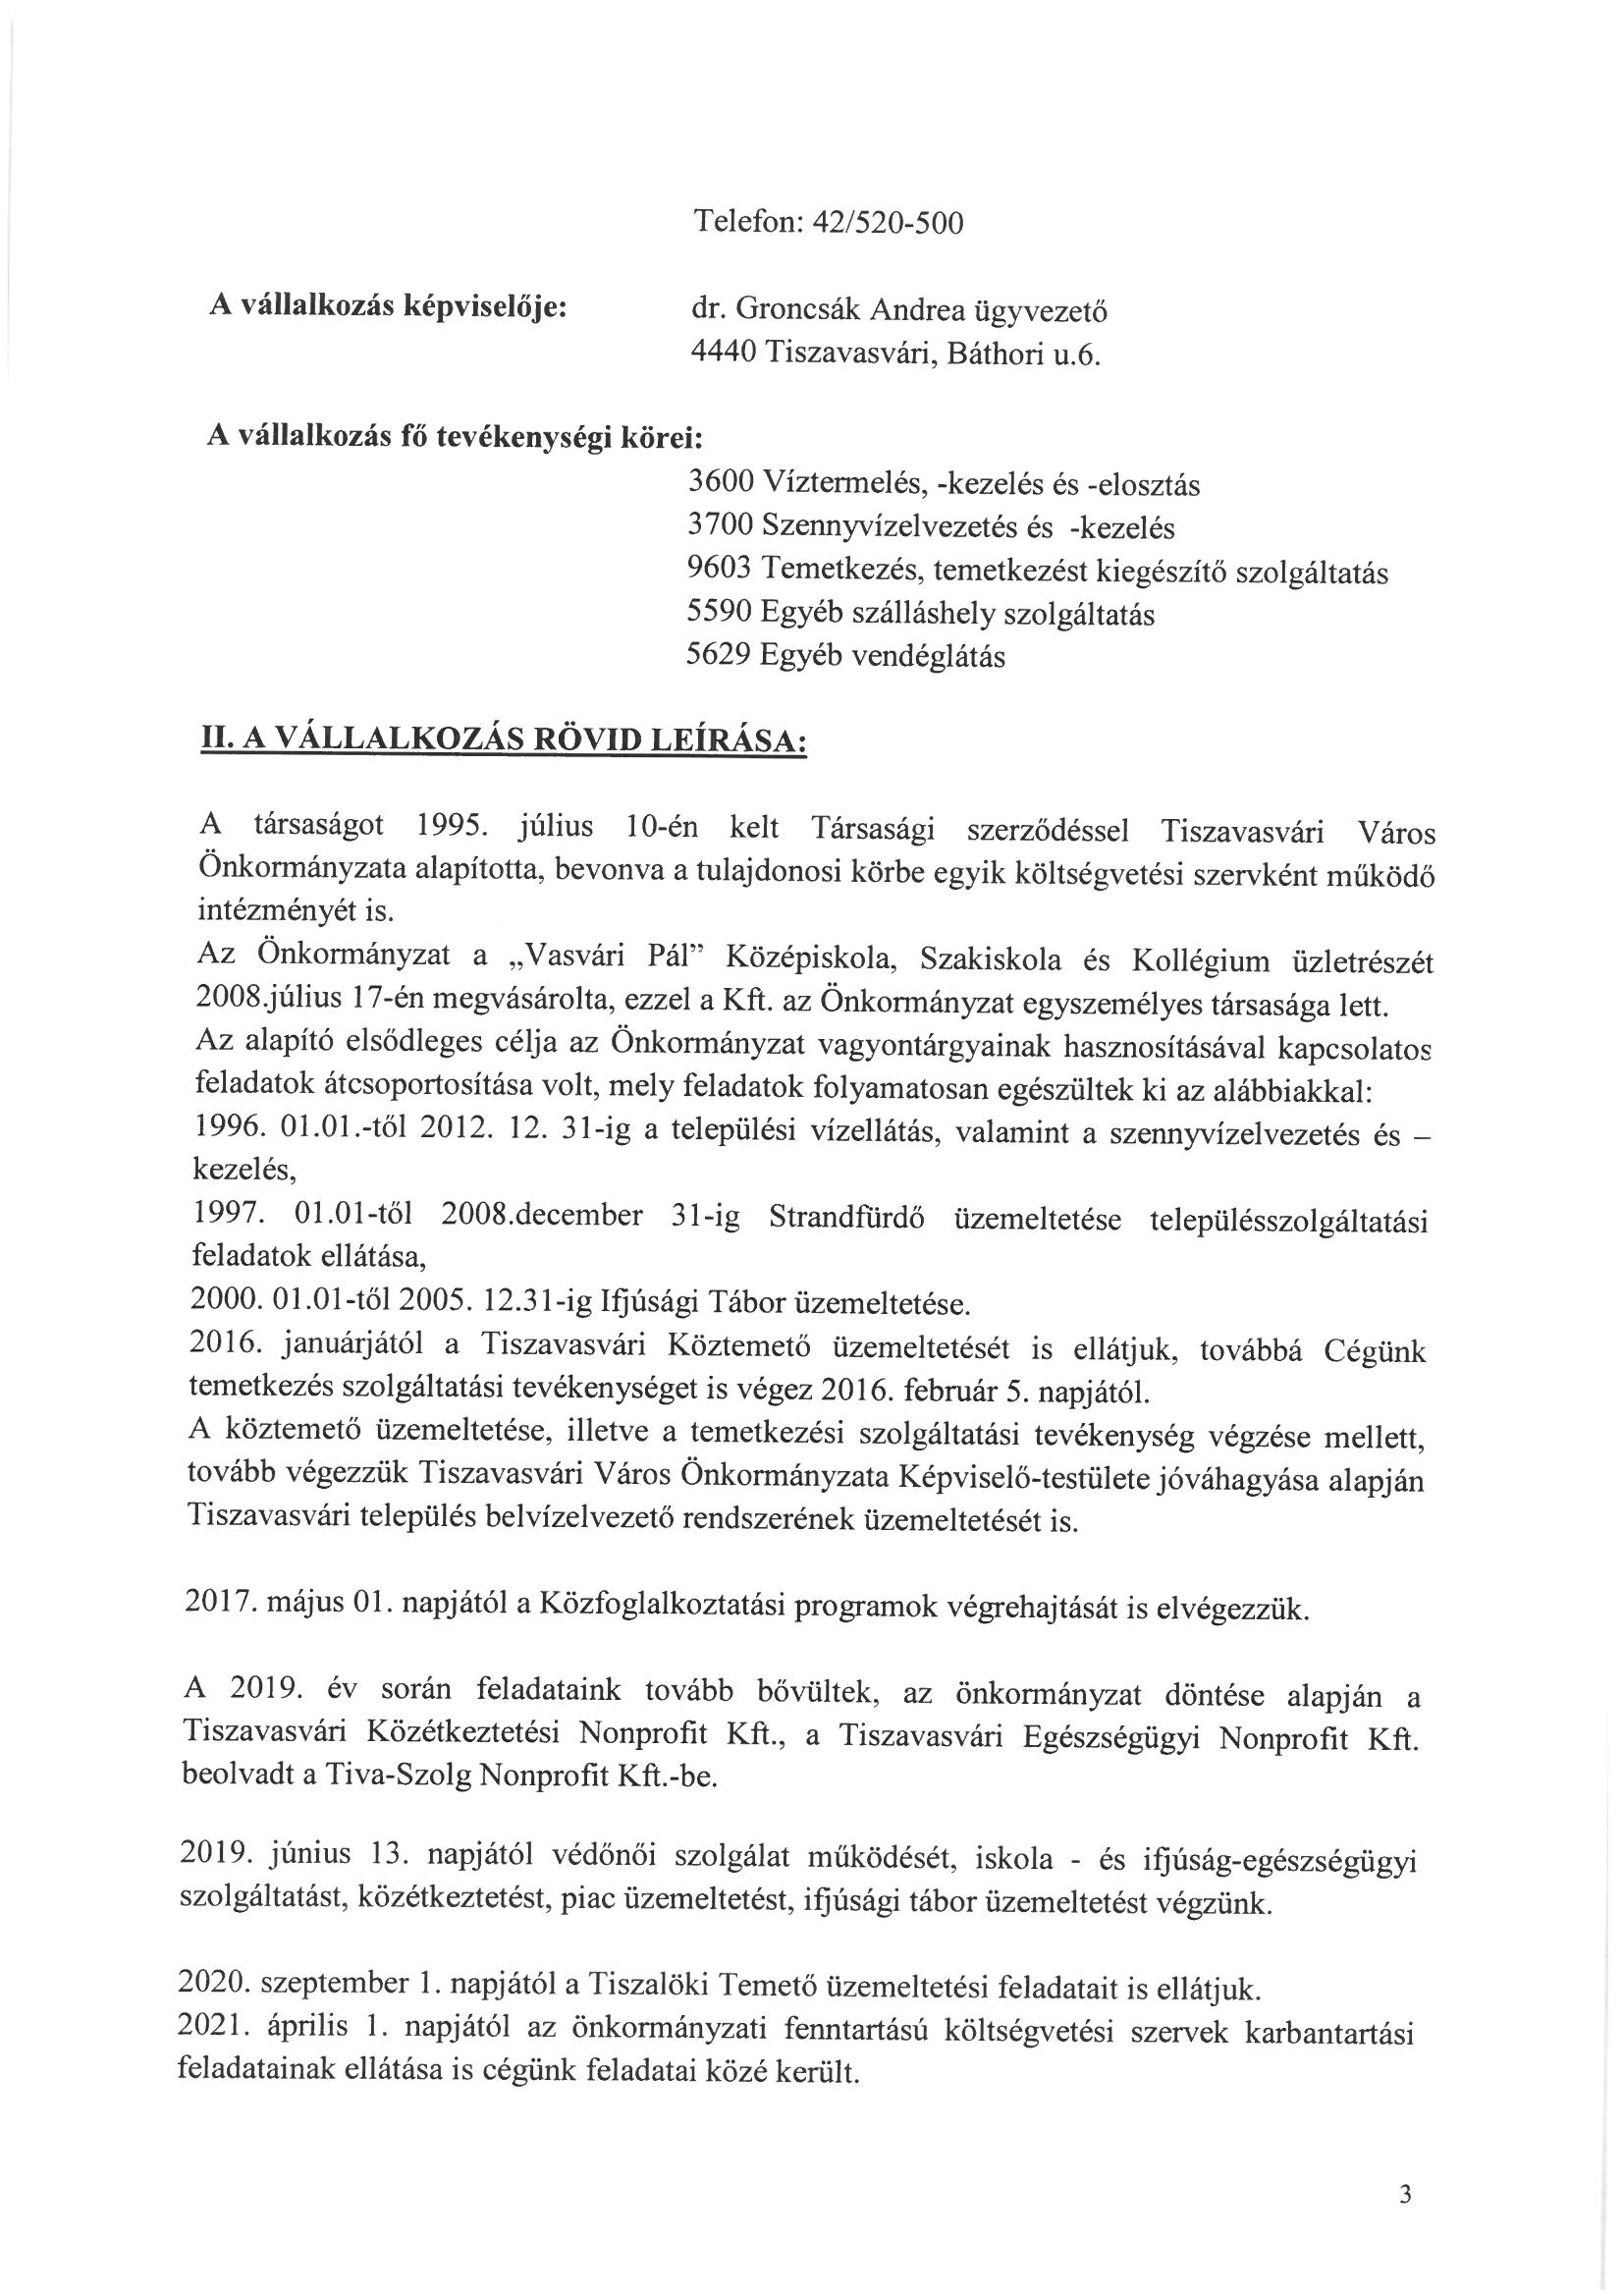 Telefon: 42/520-500
A vállalkozás képviselője: dr. Groncsák Andrea ügyvezető
4440 Tiszavasvári, Báthori u.6.
A vállalkozás fő tevékenységi körei:
3600 Víztermelés, -kezelés és -elosztás
3700 Szennyvízelvezetés és -kezelés
9603 Temetkezés, temetkezést kiegészítő szolgáltatás
5590 Egyéb szálláshely szolgáltatás
5629 Egyéb vendéglátás
II. A VÁLLALKOZÁS RÖVID LEÍRÁSA:
A társaságot 1995. július 10-én kelt Társasági szerződéssel Tiszavasvári Város
Önkormányzata alapította, bevonva a tulajdonosi körbe egyik költségvetési szervként működő
intézményét is.
Az Önkormányzat a „Vasvári Pál” Középiskola, Szakiskola és Kollégium üzletrészét
2008.július 17-én megvásárolta, ezzel a Kft. az Önkormányzat egyszemélyes társasága lett.
Az alapító elsődleges célja az Önkormányzat vagyontárgyainak hasznosításával kapcsolatos
feladatok átcsoportosítása volt, mely feladatok folyamatosan egészültek ki az alábbiakkal:
1996. 01.01.-től 2012. 12. 31-ig a települési vízellátás, valamint a szennyvízelvezetés és –
kezelés,
1997. 01.01-től 2008.december 31-ig Strandfürdő üzemeltetése településszolgáltatási
feladatok ellátása,
2000. 01.01-től 2005. 12.31-ig Ifjúsági Tábor üzemeltetése.
2016. januárjától a Tiszavasvári Köztemető üzemeltetését is ellátjuk, továbbá Cégünk
temetkezés szolgáltatási tevékenységet is végez 2016. február 5. napjától.
A köztemető üzemeltetése, illetve a temetkezési szolgáltatási tevékenység végzése mellett,
tovább végezzük Tiszavasvári Város Önkormányzata Képviselő-testülete jóváhagyása alapján
Tiszavasvári település belvízelvezető rendszerének üzemeltetését is.
2017. május 01. napjától a Közfoglalkoztatási programok végrehajtását is elvégezzük.
A 2019. év során feladataink tovább bővültek, az önkormányzat döntése alapján a
Tiszavasvári Közétkeztetési Nonprofit Kft., a Tiszavasvári Egészségügyi Nonprofit Kft.
beolvadt a Tiva-Szolg Nonprofit Kft.-be.
2019. június 13. napjától védőnői szolgálat működését, iskola - és ifjúság-egészségügyi
szolgáltatást, közétkeztetést, piac üzemeltetést, ifjúsági tábor üzemeltetést végzünk.
2020. szeptember 1. napjától a Tiszalöki Temető üzemeltetési feladatait is ellátjuk.
2021. április 1. napjától az önkormányzati fenntartású költségvetési szervek karbantartási
feladatainak ellátása is cégünk feladatai közé került.
3